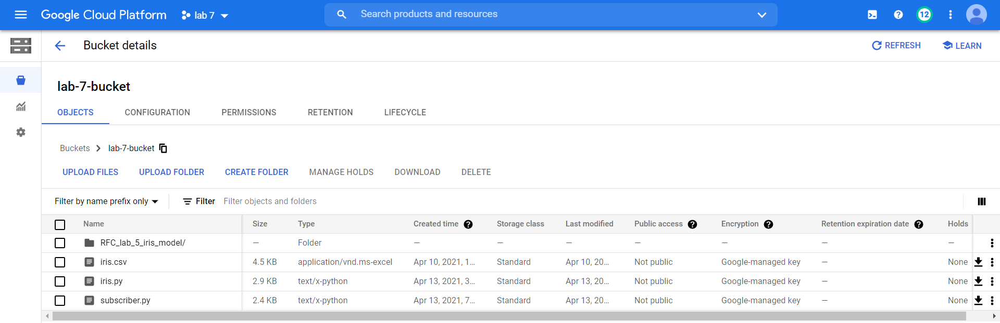 Google Cloud Platform lab 7 Search products and resources 12
Bucket details REFRESH LEARN
lab-7-bucket
OBJECTS CONFIGURATION PERMISSIONS RETENTION LIFECYCLE
Buckets lab-7-bucket
UPLOAD FILES UPLOAD FOLDER CREATE FOLDER MANAGE HOLDS DOWNLOAD DELETE
Filter by name prefix only Filter Filter objects and folders
Name Size Type Created time Storage class Last modified Public access Encryption Retention expiration date Holds
RFC_lab_5_iris_model/ — Folder — — — — — — —
iris.csv 4.5 KB application/vnd.ms-excel Apr 10, 2021, 1... Standard Apr 10, 20... Not public Google-managed key — None
iris.py 2.9 KB text/x-python Apr 13, 2021, 3... Standard Apr 13, 20... Not public Google-managed key — None
subscriber.py 2.4 KB text/x-python Apr 13, 2021, 7... Standard Apr 13, 20... Not public Google-managed key — None